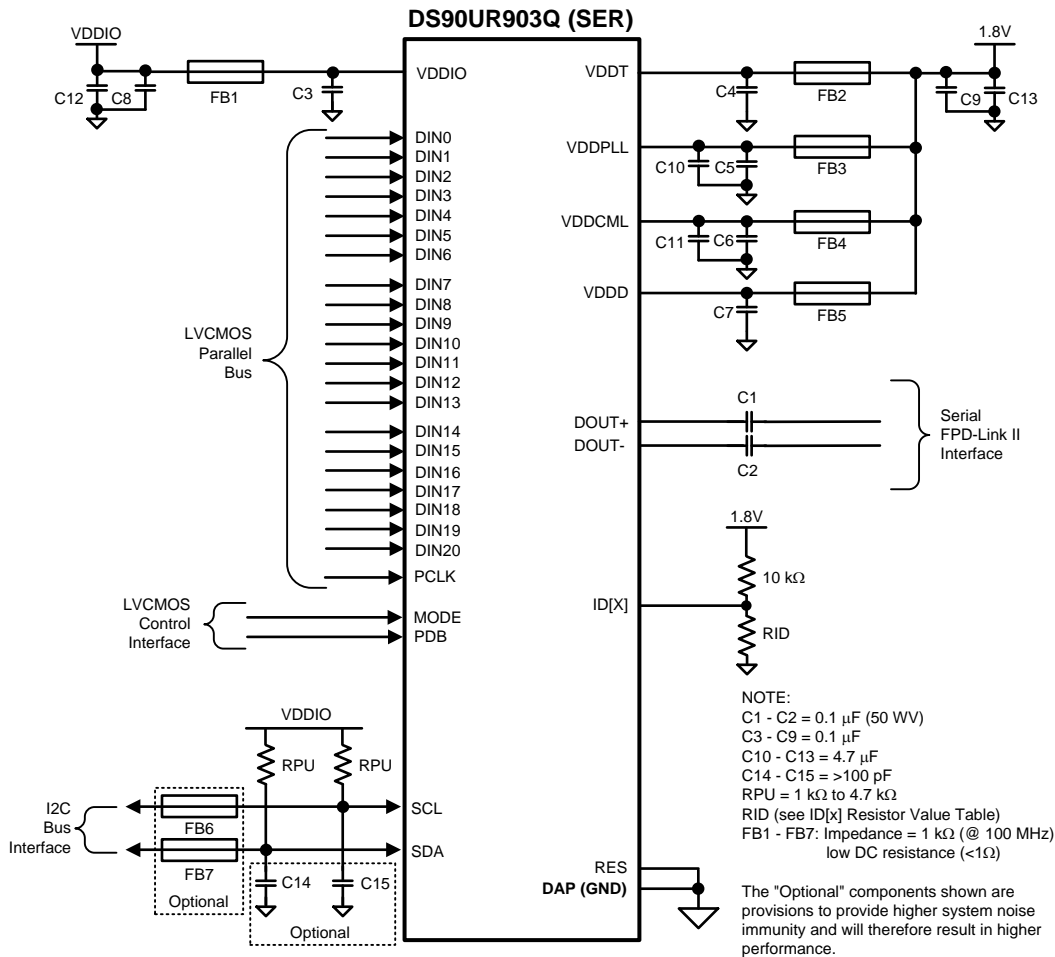 DS90UR903Q (SER)
VDDIO
C12
C8
FB1
C3
VDDIO
DIN0
DIN1
DIN2
DIN3
DIN4
DIN5
DIN6
DIN7
DIN8
DIN9
DIN10
DIN11
DIN12
DIN13
DIN14
DIN15
DIN16
DIN17
DIN18
DIN19
DIN20
PCLK
LVCMOS
Parallel
Bus
LVCMOS
Control
Interface
MODE
PDB
VDDIO
RPU
RPU
I2C
Bus
Interface
FB6
FB7
Optional
SCL
SDA
C14
C15
Optional
VDDT
C4
FB2
1.8V
C9
C13
VDDPLL
C10
C5
FB3
VDDCML
C11
C6
FB4
VDDD
C7
FB5
DOUT+
DOUT-
C1
C2
Serial
FPD-Link II
Interface
1.8V
10 kΩ
ID[X]
RID
RES
DAP (GND)
NOTE:
C1 - C2 = 0.1 μF (50 WV)
C3 - C9 = 0.1 μF
C10 - C13 = 4.7 μF
C14 - C15 = >100 pF
RPU = 1 kΩ to 4.7 kΩ
RID (see ID[x] Resistor Value Table)
FB1 - FB7: Impedance = 1 kΩ (@ 100 MHz)
low DC resistance (<1Ω)
The "Optional" components shown are
provisions to provide higher system noise
immunity and will therefore result in higher
performance.